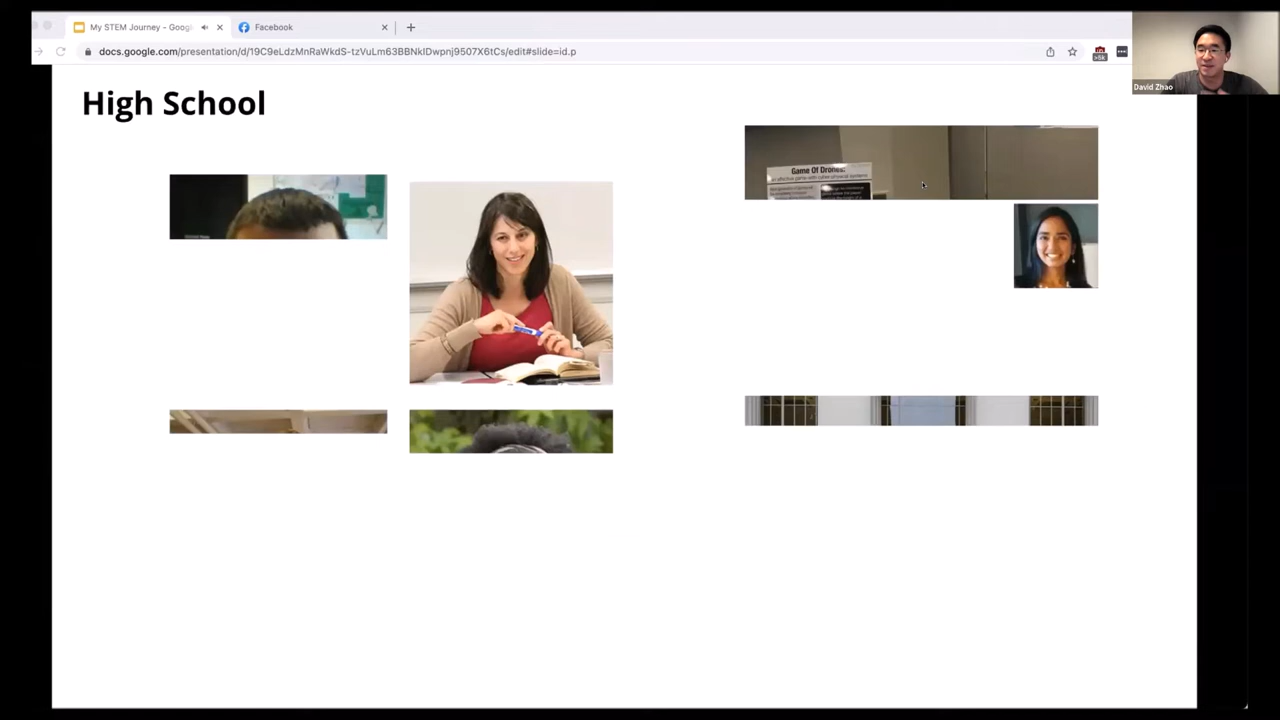 My STEM Journey - Goog
Facebook
docs.google.com/presentation/d/19C9eLdzMnRaWkdS-tzVuLm63BBNkIDwpnj9507X6tCs/edit#slide=id.p
David Zhao
High School
Game Of Drones: